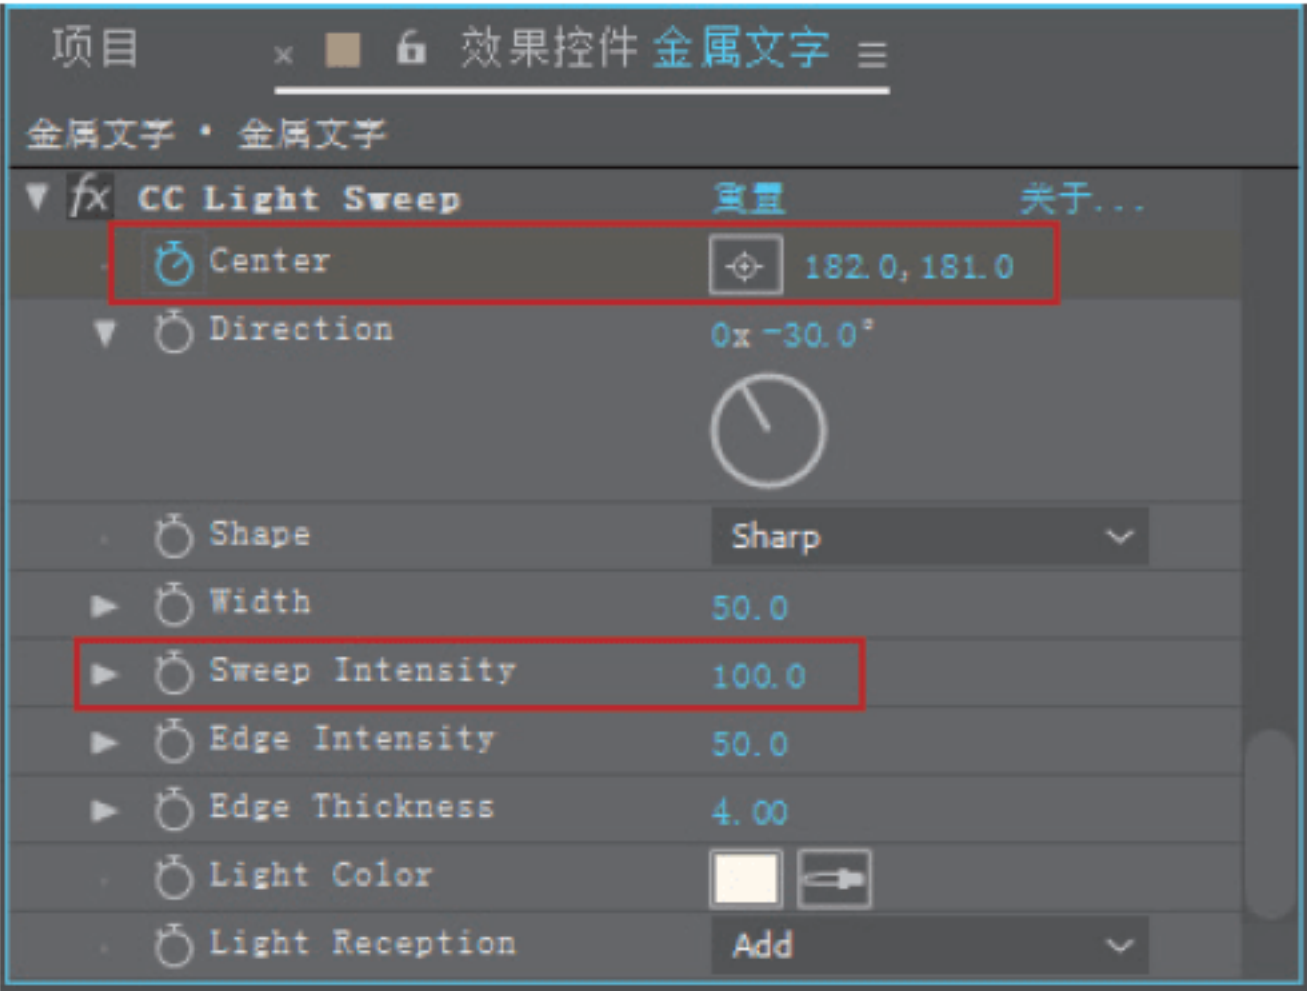 项目 × 效果控件 金属文字 ≡
金属文字 · 金属文字
fx CC Light Sweep 重置 关于...
Center 182.0, 181.0
Direction 0x -30.0°
Shape Sharp
Width 50.0
Sweep Intensity 100.0
Edge Intensity 50.0
Edge Thickness 4.00
Light Color
Light Reception Add